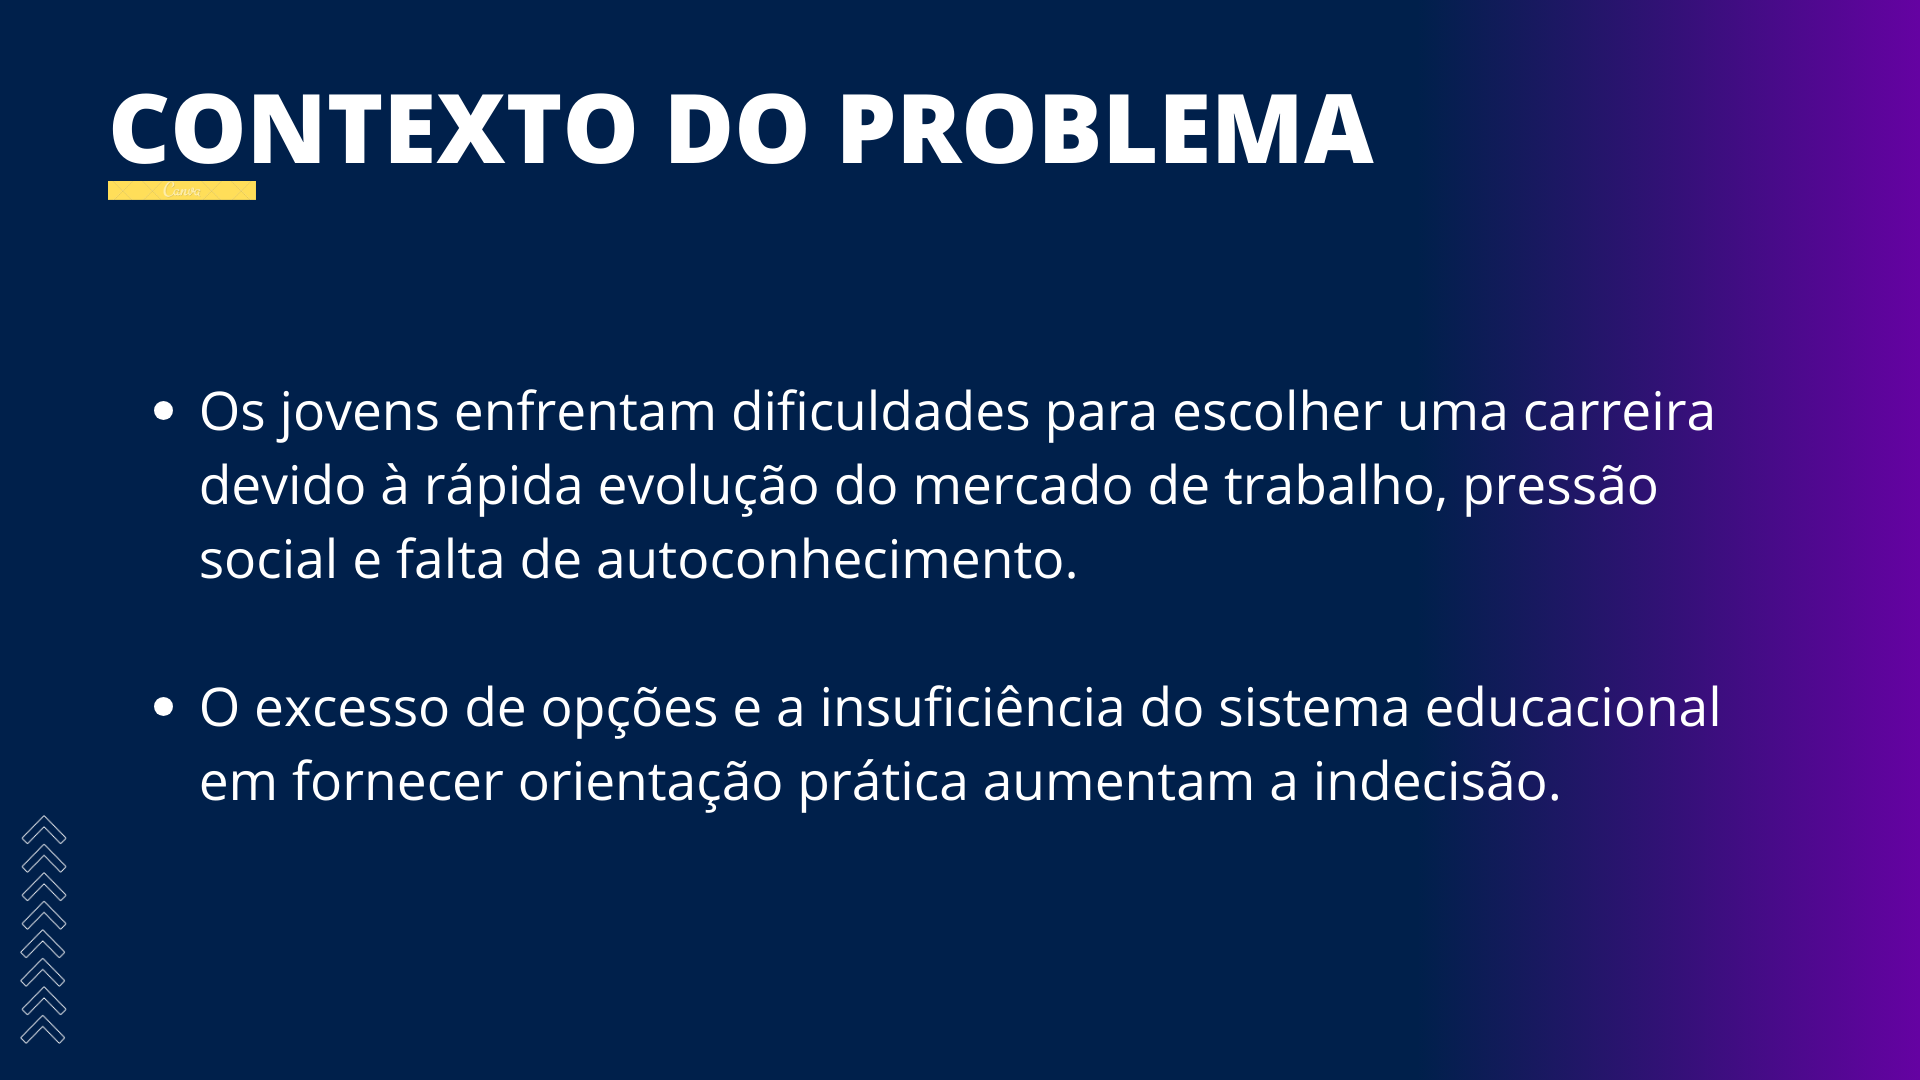 CONTEXTO DO PROBLEMA
Canva
• Os jovens enfrentam dificuldades para escolher uma carreira
devido à rápida evolução do mercado de trabalho, pressão
social e falta de autoconhecimento.
• O excesso de opções e a insuficiência do sistema educacional
em fornecer orientação prática aumentam a indecisão.